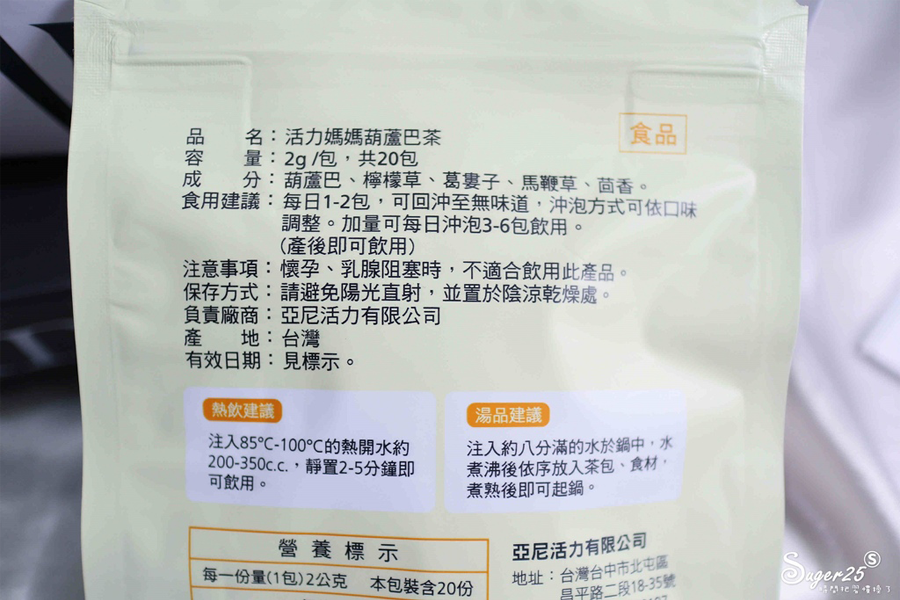 食品
品　　名：活力媽媽葫蘆巴茶
容　　量：2g /包，共20包
成　　分：葫蘆巴、檸檬草、葛婁子、馬鞭草、茴香。
食用建議：每日1-2包，可回沖至無味道，沖泡方式可依口味
調整。加量可每日沖泡3-6包飲用。
(產後即可飲用)
注意事項：懷孕、乳腺阻塞時，不適合飲用此產品。
保存方式：請避免陽光直射，並置於陰涼乾燥處。
負責廠商：亞尼活力有限公司
產　　地：台灣
有效日期：見標示。
熱飲建議
注入85°C-100°C的熱開水約
200-350c.c.，靜置2-5分鐘即
可飲用。
湯品建議
注入約八分滿的水於鍋中，水
煮沸後依序放入茶包、食材，
煮熟後即可起鍋。
營養標示
每一份量(1包)2公克　本包裝含20份
亞尼活力有限公司
地址：台灣台中市北屯區
昌平路二段18-35號
Suger25
S